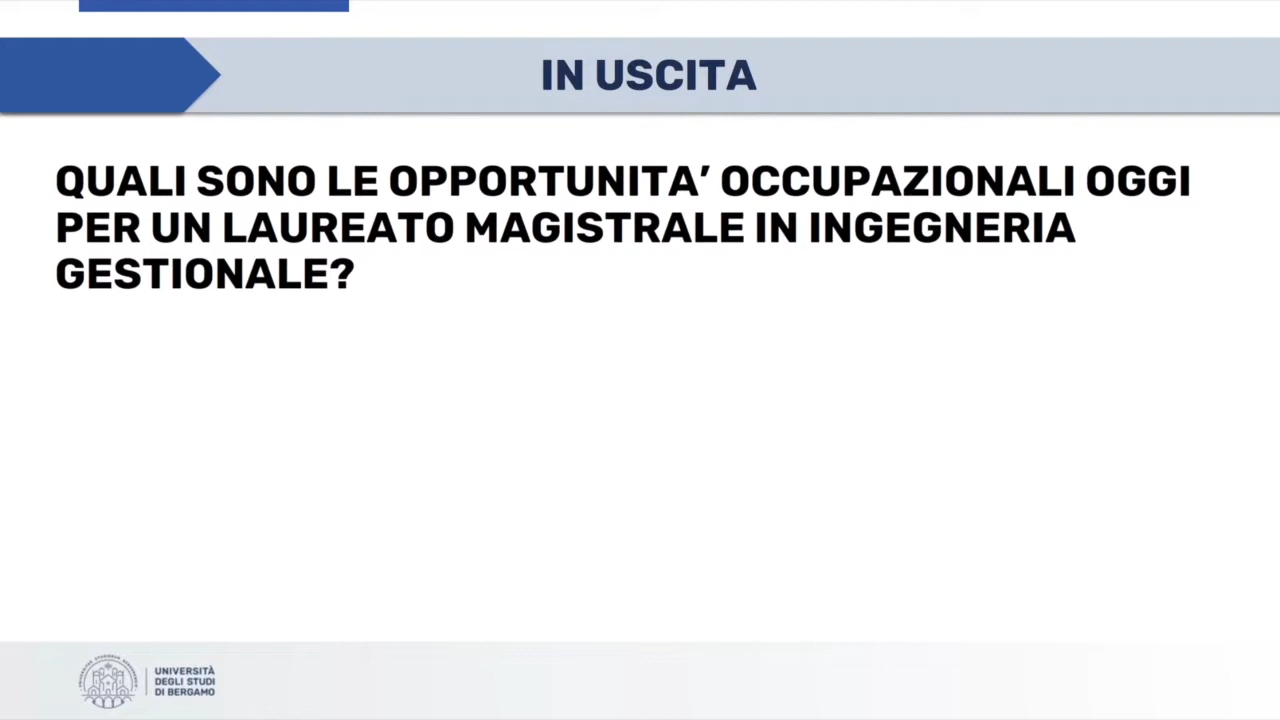 IN USCITA
QUALI SONO LE OPPORTUNITA’ OCCUPAZIONALI OGGI
PER UN LAUREATO MAGISTRALE IN INGEGNERIA
GESTIONALE?
UNIVERSITÀ
DEGLI STUDI
DI BERGAMO